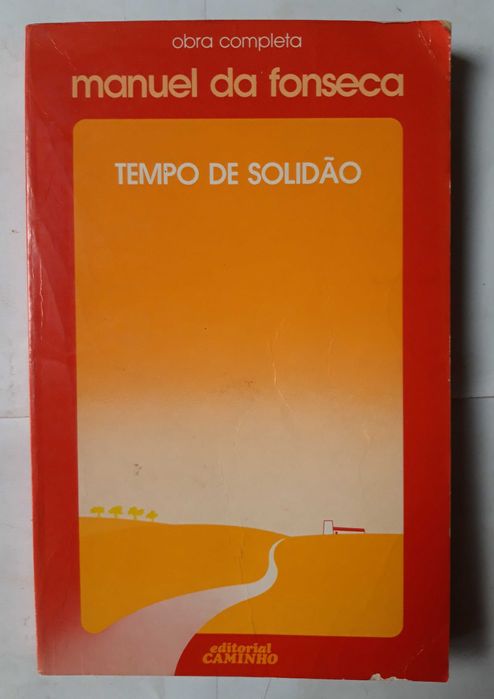 obra completa
manuel da fonseca
TEMPO DE SOLIDÃO
editorial
CAMINHO